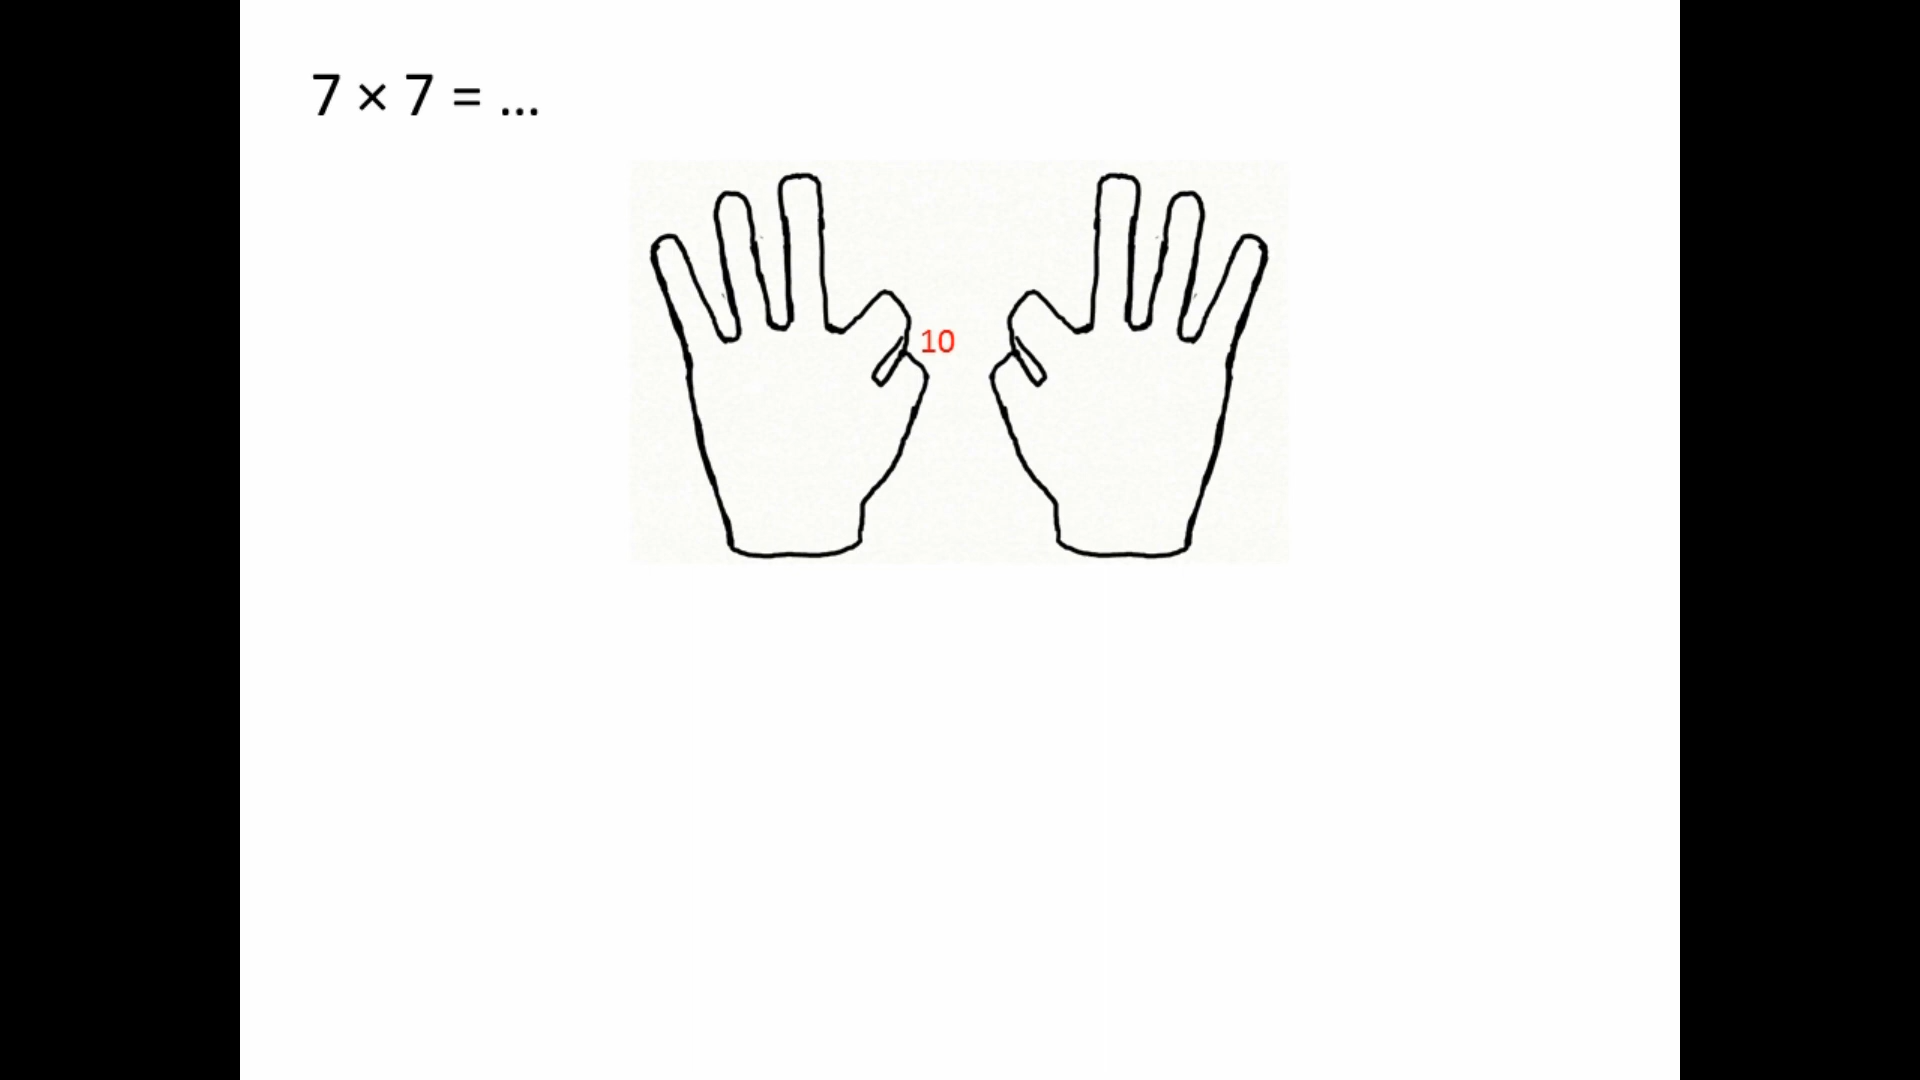 7 × 7 = ...
10